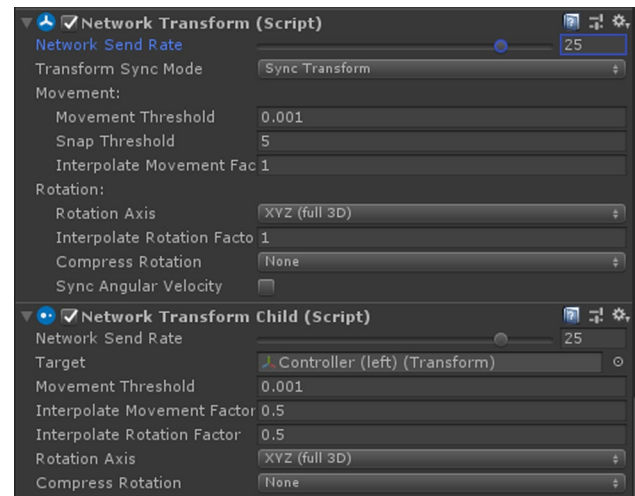 Network Transform (Script)
Network Send Rate 25
Transform Sync Mode Sync Transform
Movement:
Movement Threshold 0.001
Snap Threshold 5
Interpolate Movement Fac 1
Rotation:
Rotation Axis XYZ (full 3D)
Interpolate Rotation Facto 1
Compress Rotation None
Sync Angular Velocity
Network Transform Child (Script)
Network Send Rate 25
Target Controller (left) (Transform)
Movement Threshold 0.001
Interpolate Movement Factor 0.5
Interpolate Rotation Factor 0.5
Rotation Axis XYZ (full 3D)
Compress Rotation None